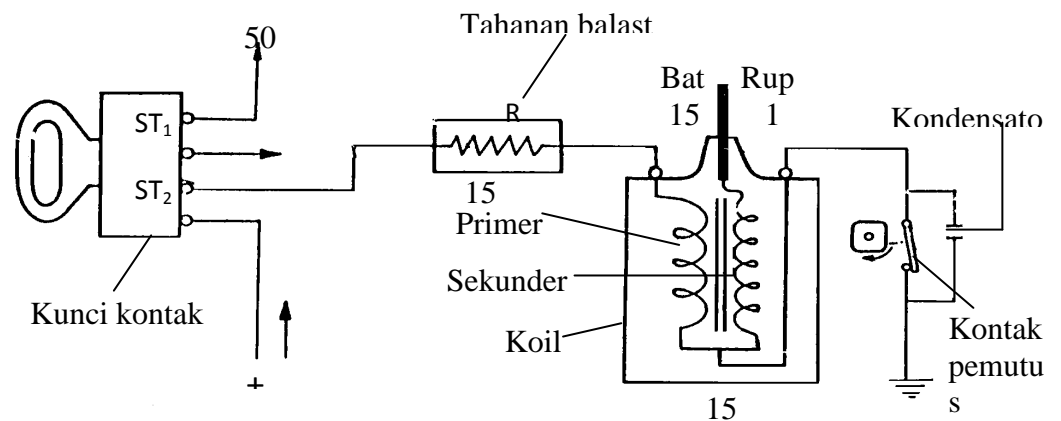 Tahanan balast
50
Bat
Rup
15
1
R
Kondensato
ST1
ST2
15
Primer
Sekunder
Kunci kontak
Koil
Kontak
pemutu
s
+
15